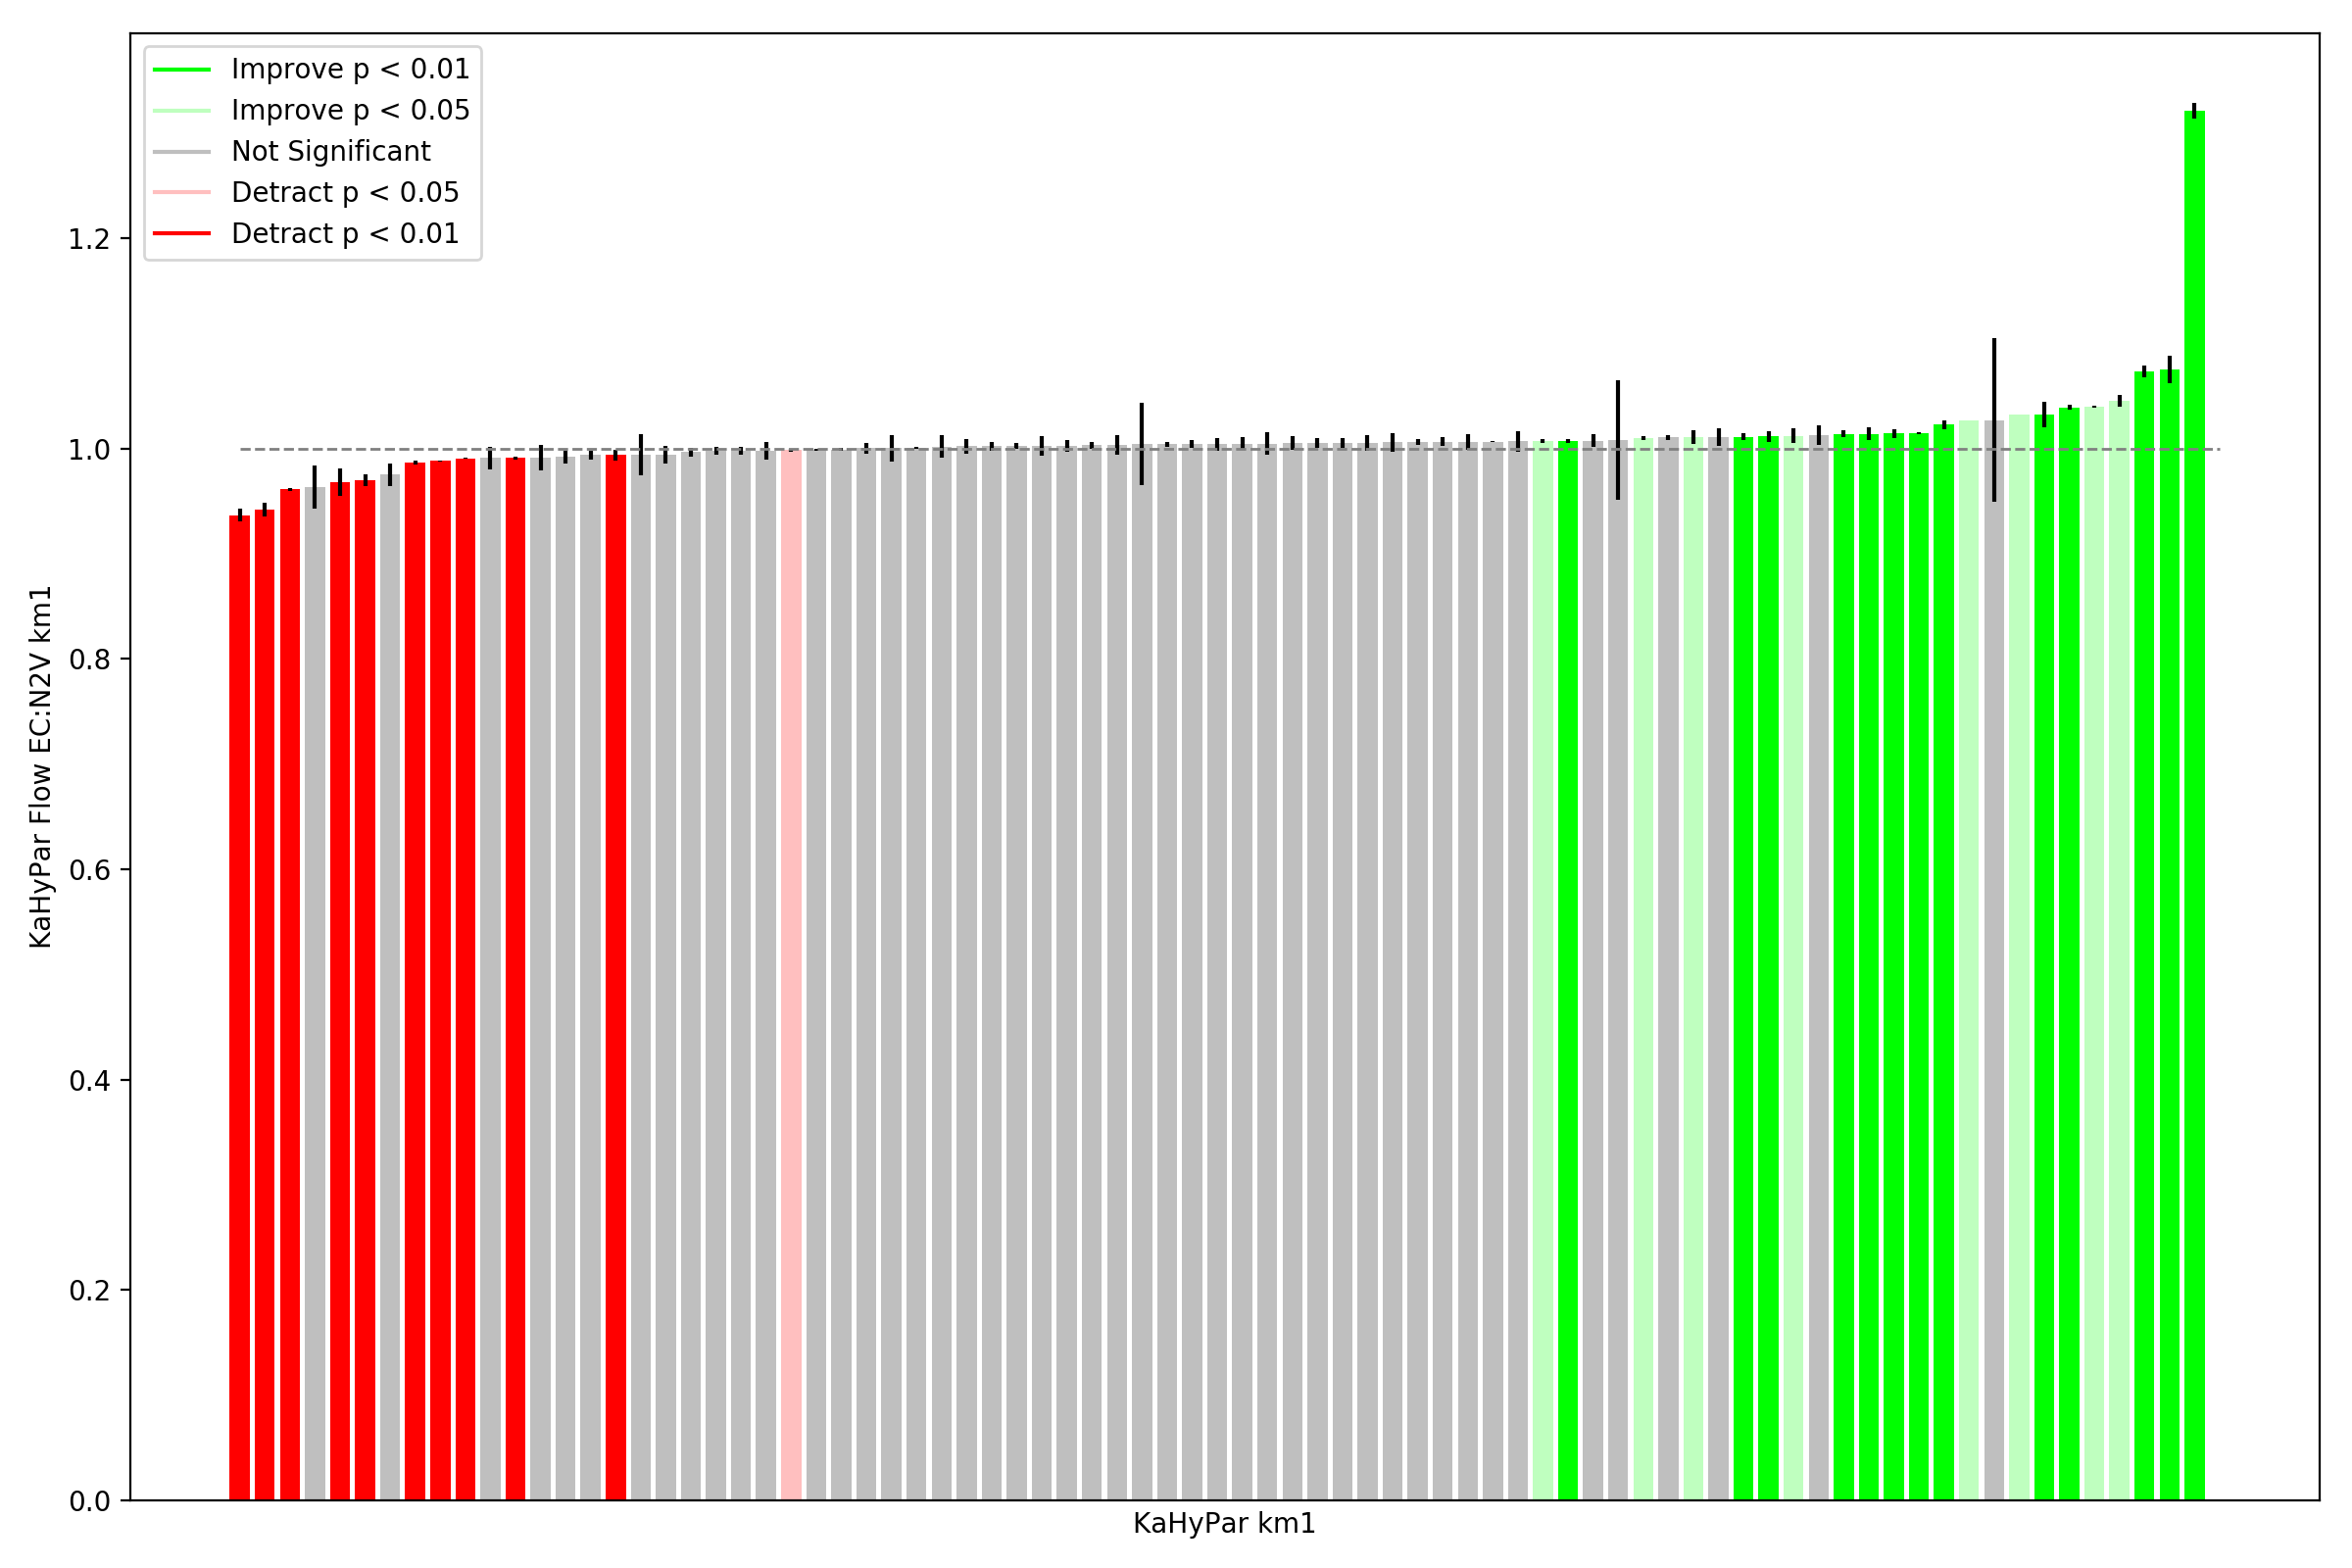 Improve p < 0.01
Improve p < 0.05
Not Significant
Detract p < 0.05
Detract p < 0.01
1.2
1.0
0.8
0.6
0.4
0.2
0.0
KaHyPar Flow EC:N2V km1
KaHyPar km1